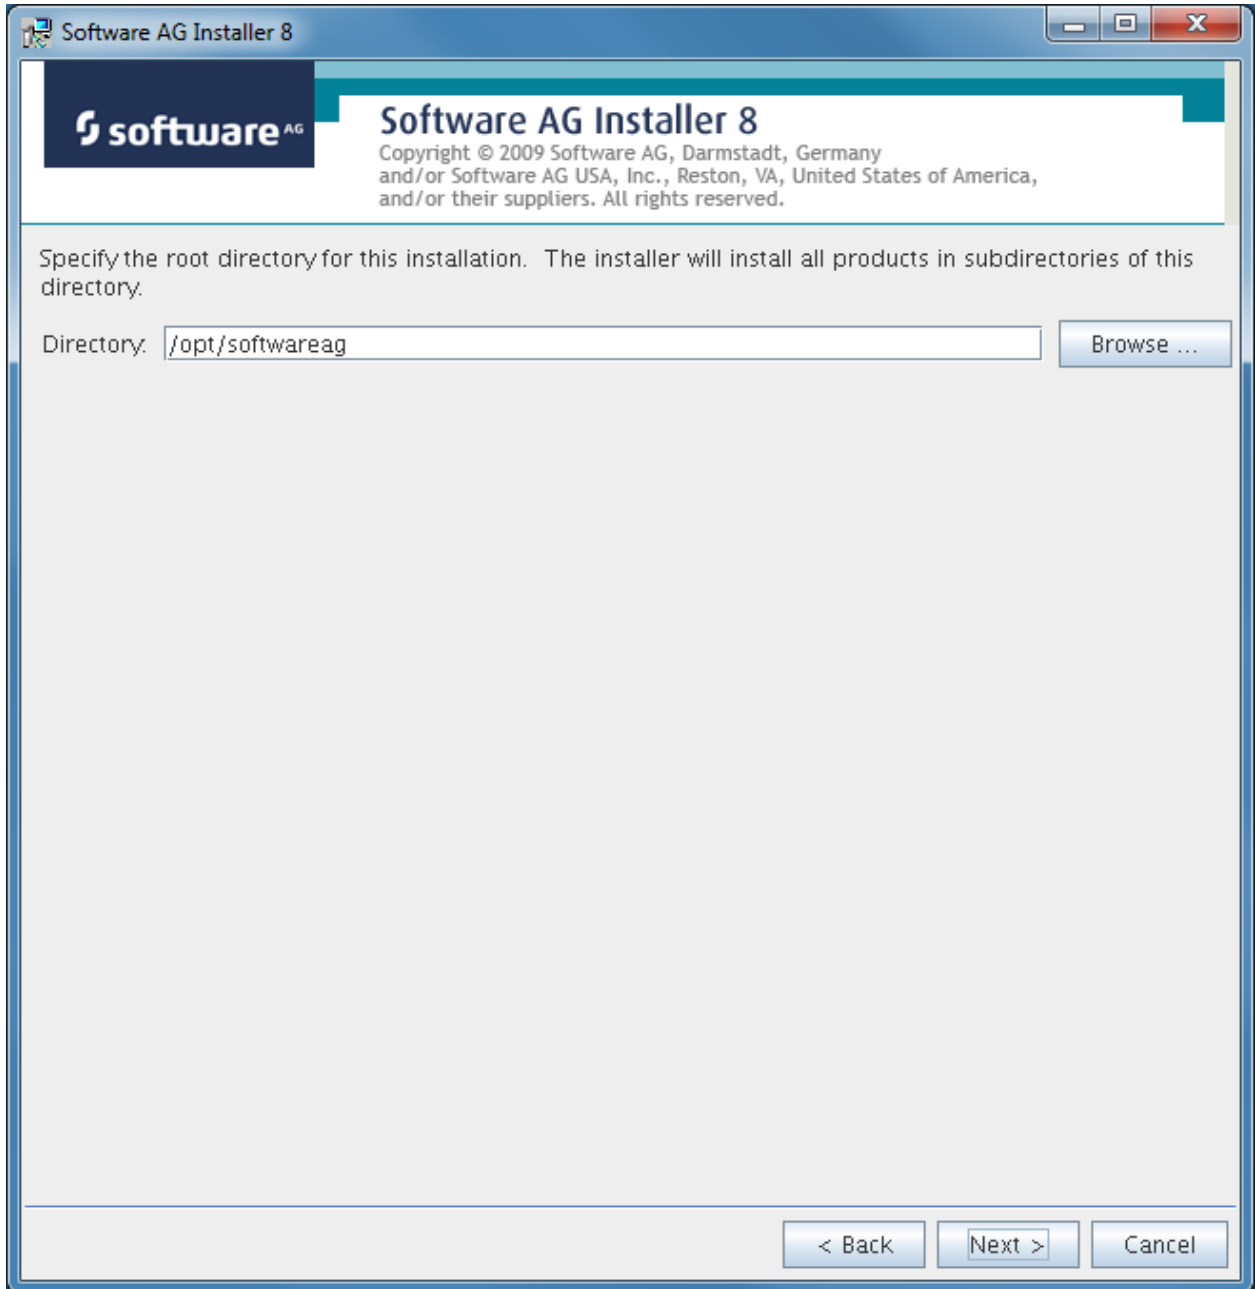 Software AG Installer 8
software AG
Software AG Installer 8
Copyright © 2009 Software AG, Darmstadt, Germany
and/or Software AG USA, Inc., Reston, VA, United States of America,
and/or their suppliers. All rights reserved.
Specify the root directory for this installation.  The installer will install all products in subdirectories of this
directory.
Directory: /opt/softwareag Browse ...
< Back Next > Cancel